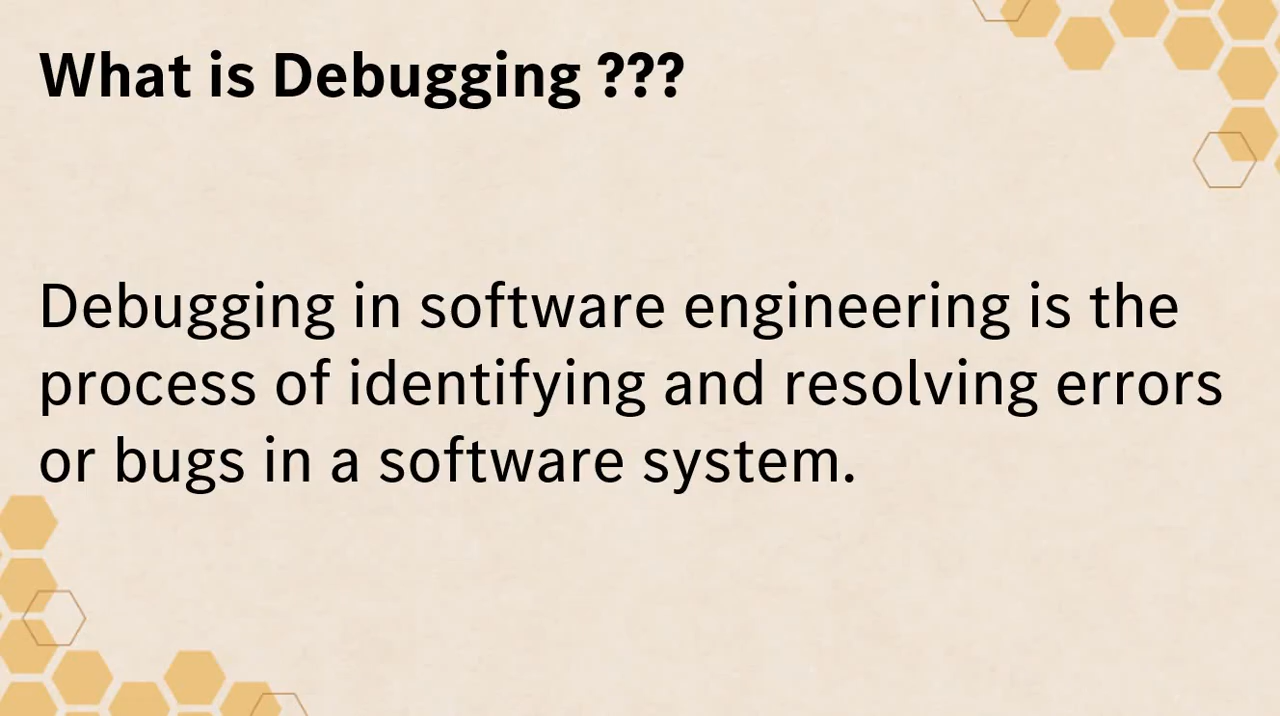 What is Debugging ???
Debugging in software engineering is the
process of identifying and resolving errors
or bugs in a software system.